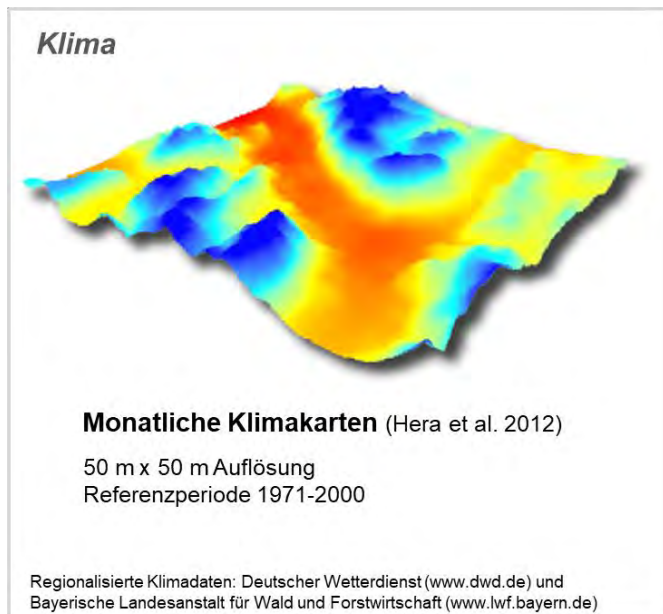 Klima
Monatliche Klimakarten (Hera et al. 2012)
50 m x 50 m Auflösung
Referenzperiode 1971-2000
Regionalisierte Klimadaten: Deutscher Wetterdienst (www.dwd.de) und
Bayerische Landesanstalt für Wald und Forstwirtschaft (www.lwf.bayern.de)